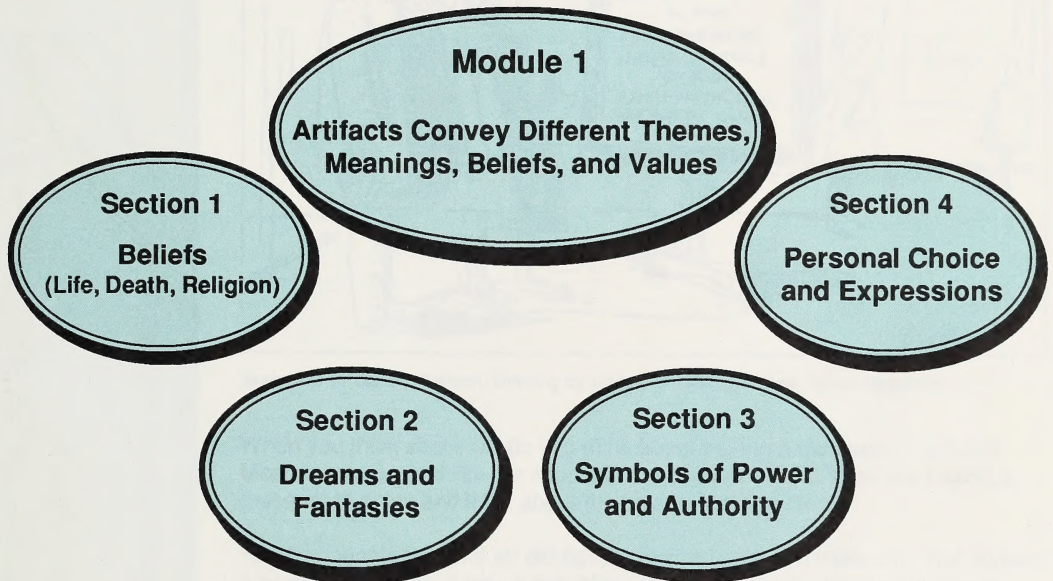 Module 1
Artifacts Convey Different Themes,
Meanings, Beliefs, and Values
Section 1
Beliefs
(Life, Death, Religion)
Section 2
Dreams and
Fantasies
Section 3
Symbols of Power
and Authority
Section 4
Personal Choice
and Expressions